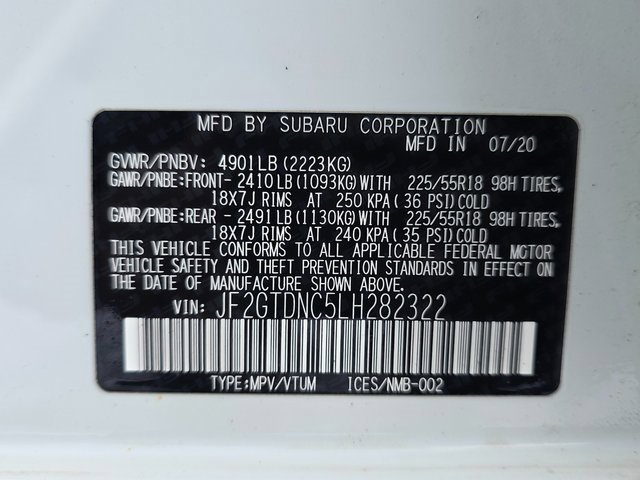 MFD BY SUBARU CORPORATION
MFD IN 07/20
GVWR/PNBV: 4901LB (2223KG)
GAWR/PNBE:FRONT- 2410 LB (1093KG)WITH 225/55R18 98H TIRES,
18X7J RIMS AT 250 KPA( 36 PSI)COLD
GAWR/PNBE:REAR - 2491 LB (1130KG)WITH 225/55R18 98H TIRES,
18X7J RIMS AT 240 KPA( 35 PSI)COLD
THIS VEHICLE CONFORMS TO ALL APPLICABLE FEDERAL MOTOR
VEHICLE SAFETY AND THEFT PREVENTION STANDARDS IN EFFECT ON
THE DATE OF MANUFACTURE SHOWN ABOVE.
VIN: JF2GTDNC5LH282322
TYPE:MPV/VTUM ICES/NMB-002